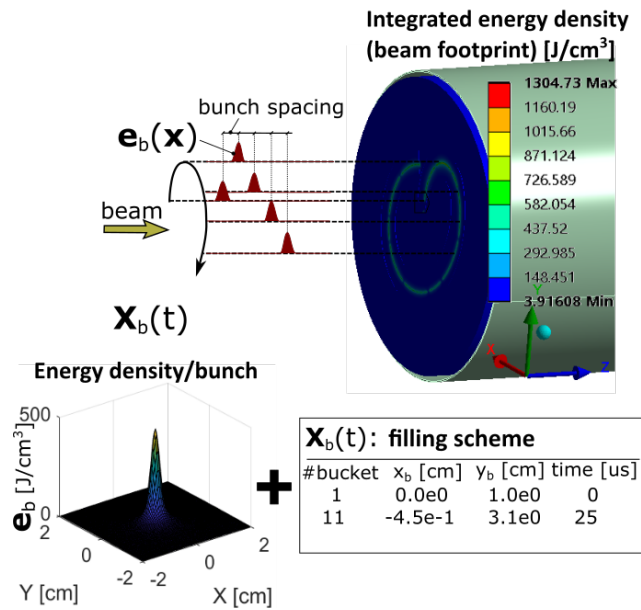 Integrated energy density
(beam footprint) [J/cm³]
bunch spacing
e_b(x)
beam
X_b(t)
1304.73 Max
1160.19
1015.66
871.124
726.589
582.054
437.52
292.985
148.451
3.91608 Min
Y
X
Z
Energy density/bunch
e_b [J/cm³]
500
0
2
0
-2
Y [cm]
-2
0
2
X [cm]
+
X_b(t): filling scheme
#bucket x_b [cm] y_b [cm] time [us]
1 0.0e0 1.0e0 0
11 -4.5e-1 3.1e0 25